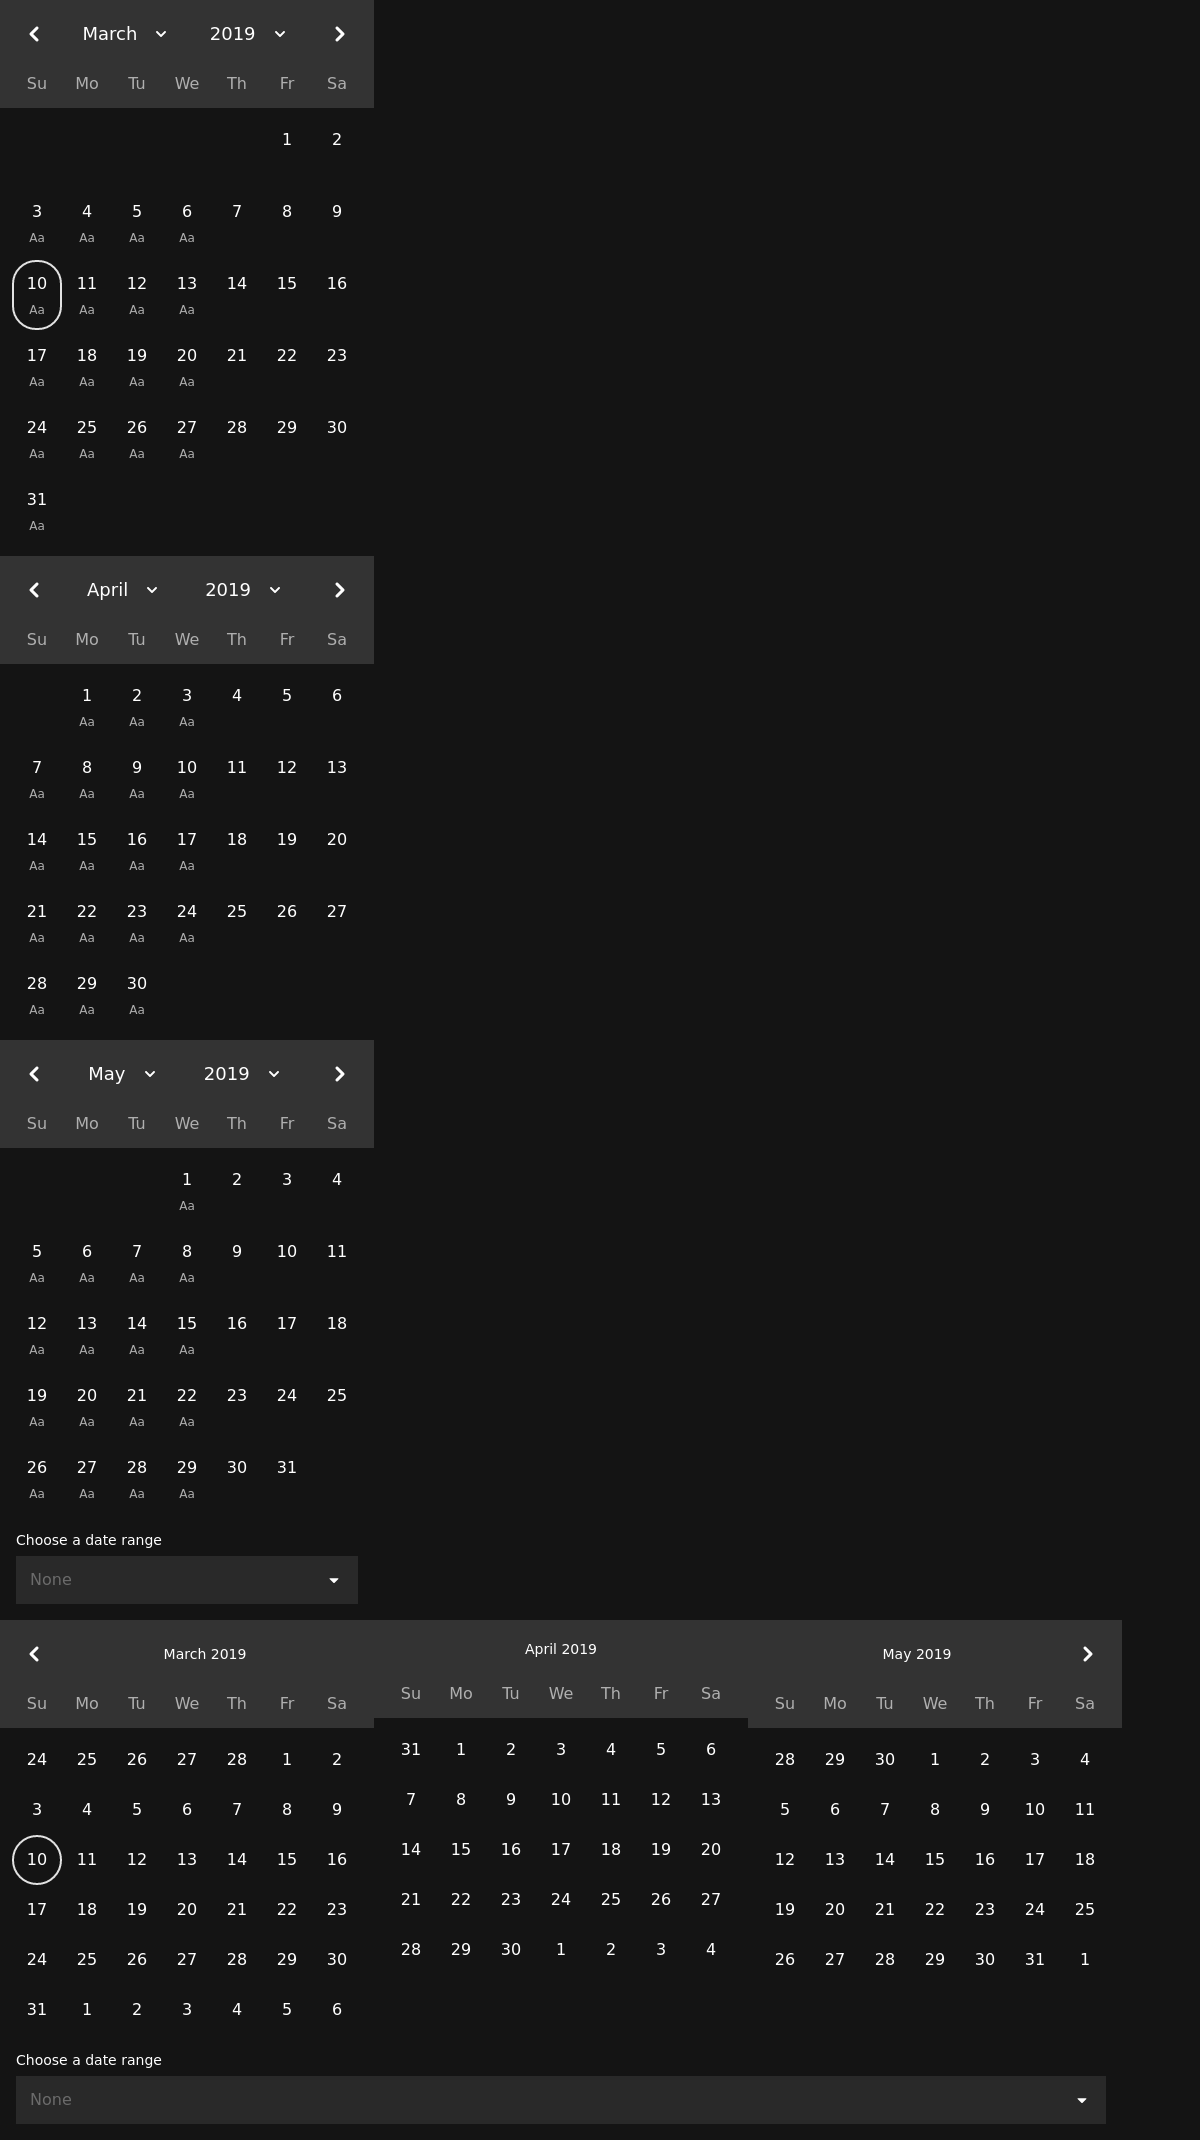 March 2019
Su Mo Tu We Th Fr Sa
1 2
3 4 5 6 7 8 9
Aa Aa Aa Aa
10 11 12 13 14 15 16
Aa Aa Aa Aa
17 18 19 20 21 22 23
Aa Aa Aa Aa
24 25 26 27 28 29 30
Aa Aa Aa Aa
31
Aa
April 2019
Su Mo Tu We Th Fr Sa
1 2 3 4 5 6
Aa Aa Aa
7 8 9 10 11 12 13
Aa Aa Aa Aa
14 15 16 17 18 19 20
Aa Aa Aa Aa
21 22 23 24 25 26 27
Aa Aa Aa Aa
28 29 30
Aa Aa Aa
May 2019
Su Mo Tu We Th Fr Sa
1 2 3 4
Aa
5 6 7 8 9 10 11
Aa Aa Aa Aa
12 13 14 15 16 17 18
Aa Aa Aa Aa
19 20 21 22 23 24 25
Aa Aa Aa Aa
26 27 28 29 30 31
Aa Aa Aa Aa
Choose a date range
None
March 2019
Su Mo Tu We Th Fr Sa
24 25 26 27 28 1 2
3 4 5 6 7 8 9
10 11 12 13 14 15 16
17 18 19 20 21 22 23
24 25 26 27 28 29 30
31 1 2 3 4 5 6
April 2019
Su Mo Tu We Th Fr Sa
31 1 2 3 4 5 6
7 8 9 10 11 12 13
14 15 16 17 18 19 20
21 22 23 24 25 26 27
28 29 30 1 2 3 4
May 2019
Su Mo Tu We Th Fr Sa
28 29 30 1 2 3 4
5 6 7 8 9 10 11
12 13 14 15 16 17 18
19 20 21 22 23 24 25
26 27 28 29 30 31 1
Choose a date range
None